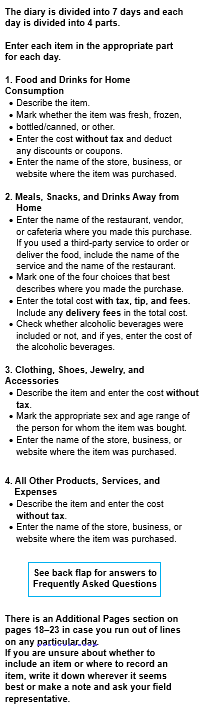 The diary is divided into 7 days and each
day is divided into 4 parts.
Enter each item in the appropriate part
for each day.
1. Food and Drinks for Home
Consumption
• Describe the item.
• Mark whether the item was fresh, frozen,
• bottled/canned, or other.
• Enter the cost without tax and deduct
any discounts or coupons.
• Enter the name of the store, business, or
website where the item was purchased.
2. Meals, Snacks, and Drinks Away from
Home
• Enter the name of the restaurant, vendor,
or cafeteria where you made this purchase.
If you used a third-party service to order or
deliver the food, include the name of the
service and the name of the restaurant.
• Mark one of the four choices that best
describes where you made the purchase.
• Enter the total cost with tax, tip, and fees.
Include any delivery fees in the total cost.
• Check whether alcoholic beverages were
included or not, and if yes, enter the cost of
the alcoholic beverages.
3. Clothing, Shoes, Jewelry, and
Accessories
• Describe the item and enter the cost without
tax.
• Mark the appropriate sex and age range of
the person for whom the item was bought.
• Enter the name of the store, business, or
website where the item was purchased.
4. All Other Products, Services, and
Expenses
• Describe the item and enter the cost
without tax.
• Enter the name of the store, business, or
website where the item was purchased.
See back flap for answers to
Frequently Asked Questions
There is an Additional Pages section on
pages 18–23 in case you run out of lines
on any particular day.
If you are unsure about whether to
include an item or where to record an
item, write it down wherever it seems
best or make a note and ask your field
representative.